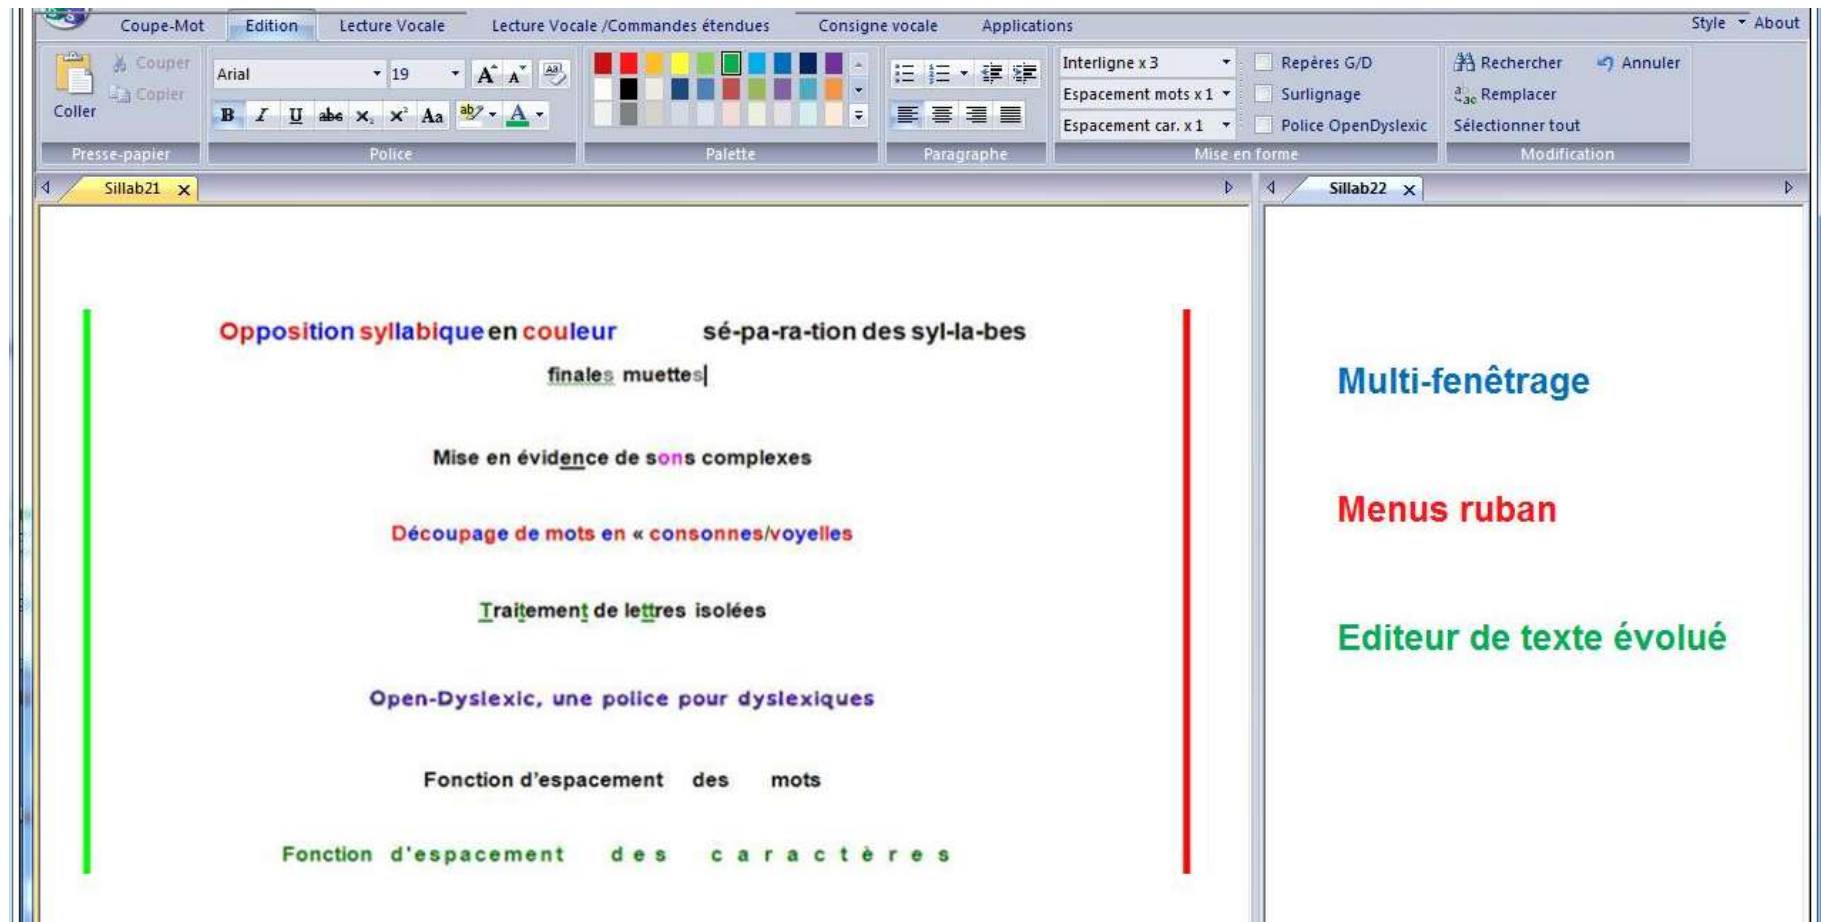 Coupe-Mot Edition Lecture Vocale Lecture Vocale /Commandes étendues Consigne vocale Applications Style About
Coller
Couper
Copier
Presse-papier
Arial 19
B I U abe x₂ x² Aa ab A
Police
Palette
Paragraphe
Interligne x 3
Espacement mots x 1
Espacement car. x 1
Repères G/D
Surlignage
Police OpenDyslexic
Mise en forme
Rechercher
Remplacer
Sélectionner tout
Annuler
Modification
Sillab21 x
Sillab22 x
Opposition syllabique en couleur sé-pa-ra-tion des syl-la-bes
finales muettes
Mise en évidence de sons complexes
Découpage de mots en « consonnes/voyelles
Traitement de lettres isolées
Open-Dyslexic, une police pour dyslexiques
Fonction d'espacement des mots
Fonction d'espacement des caractères
Multi-fenêtrage
Menus ruban
Editeur de texte évolué